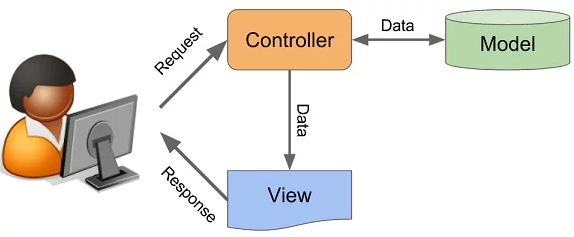 Request
Controller
Data
Model
Data
Response
View